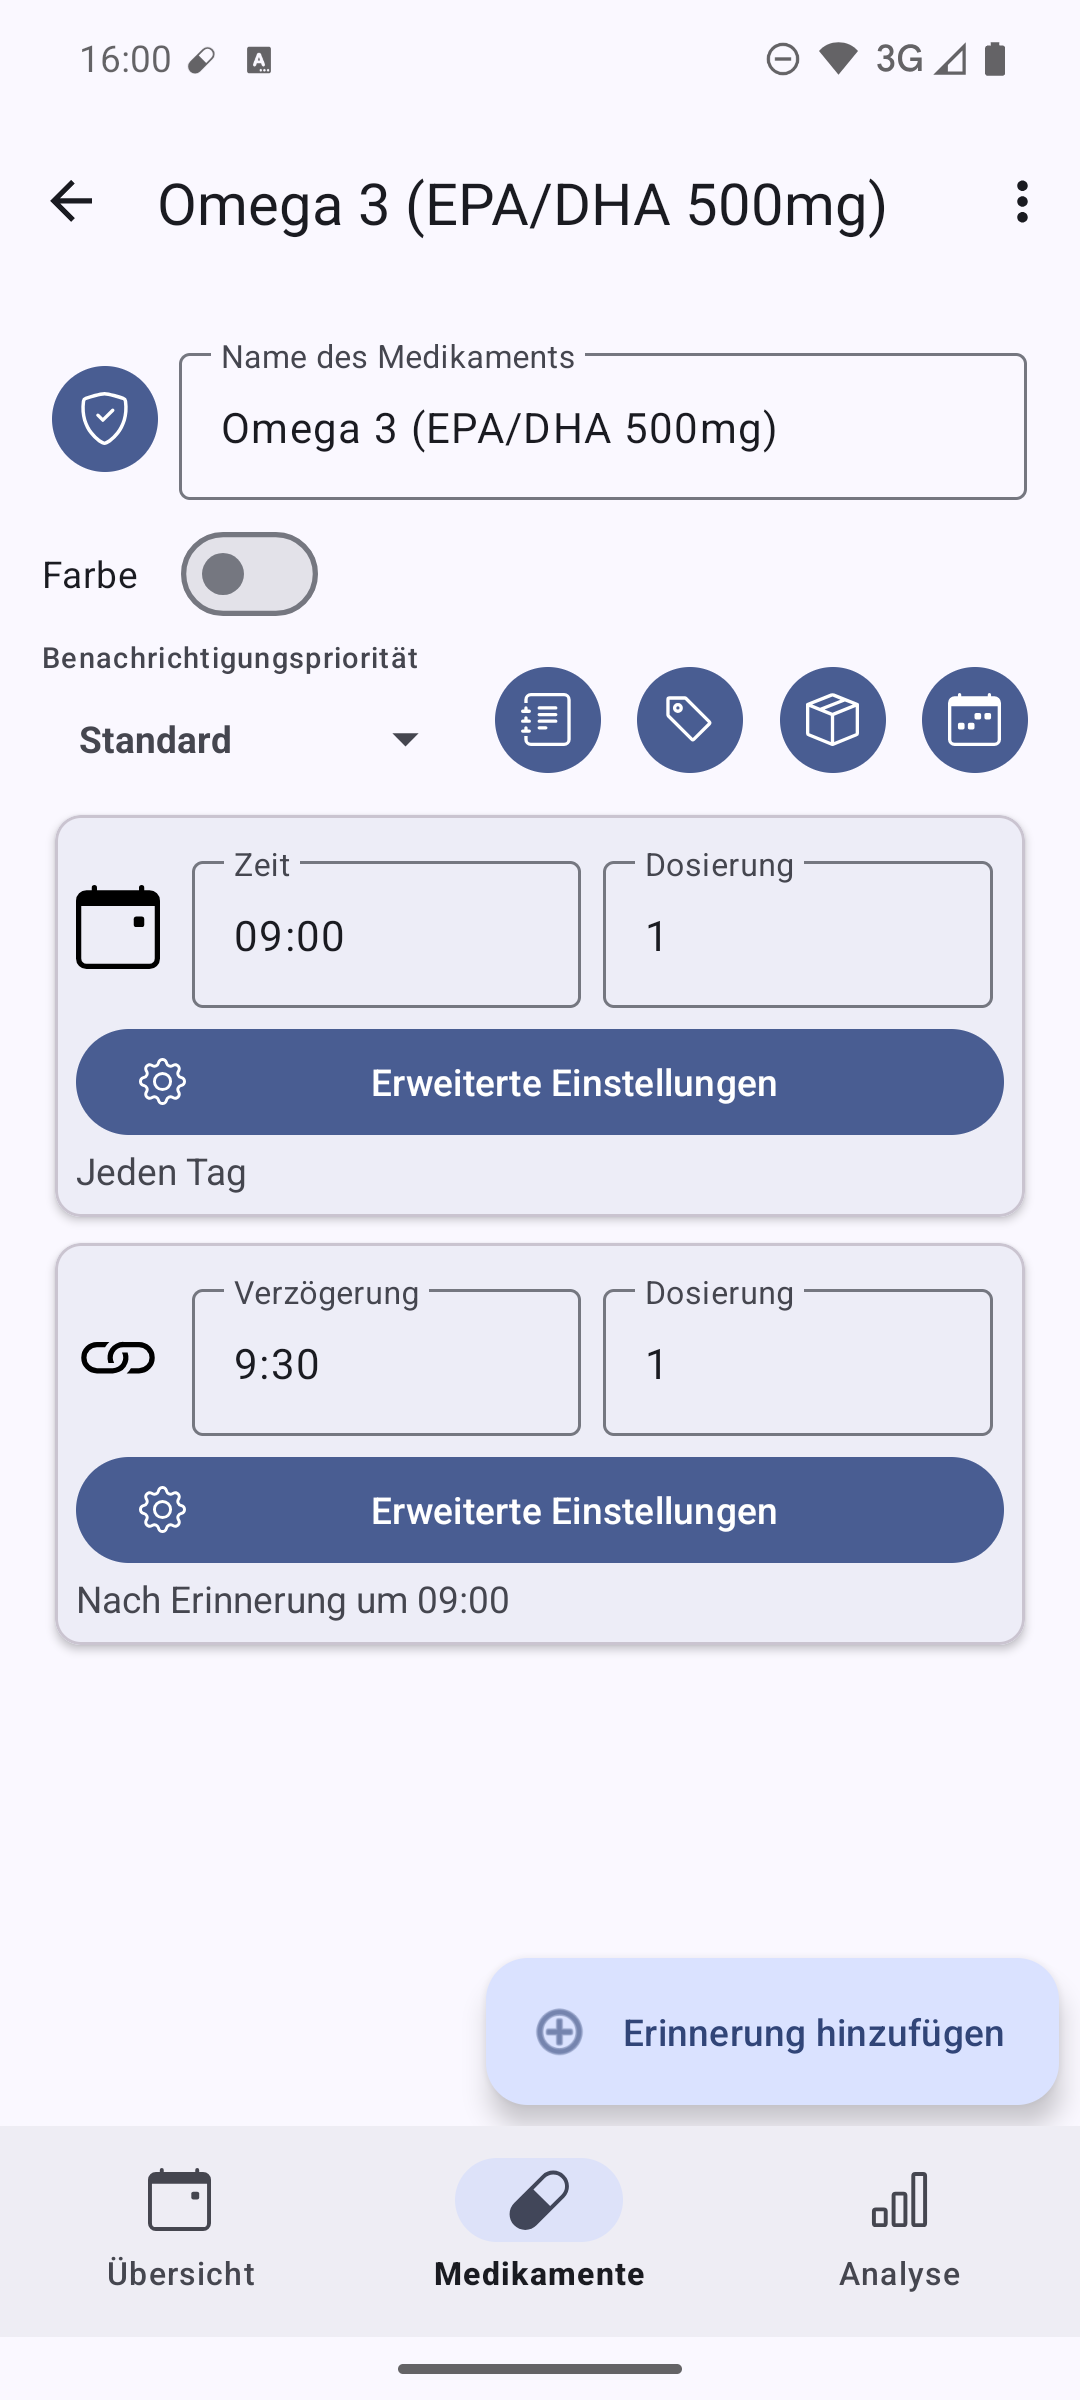 16:00
3G
Omega 3 (EPA/DHA 500mg)
Name des Medikaments
Omega 3 (EPA/DHA 500mg)
Farbe
Benachrichtigungspriorität
Standard
Zeit
Dosierung
09:00
1
Erweiterte Einstellungen
Jeden Tag
Verzögerung
Dosierung
9:30
1
Erweiterte Einstellungen
Nach Erinnerung um 09:00
Erinnerung hinzufügen
Übersicht
Medikamente
Analyse